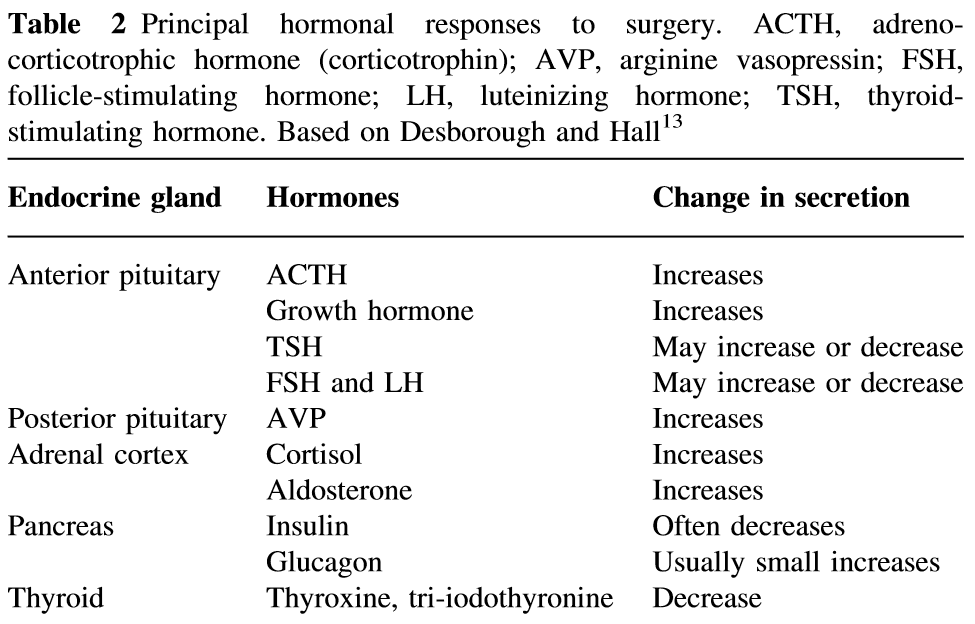 Table 2 Principal hormonal responses to surgery. ACTH, adreno-
corticotrophic hormone (corticotrophin); AVP, arginine vasopressin; FSH,
follicle-stimulating hormone; LH, luteinizing hormone; TSH, thyroid-
stimulating hormone. Based on Desborough and Hall13
Endocrine gland Hormones Change in secretion
Anterior pituitary ACTH Increases
Growth hormone Increases
TSH May increase or decrease
FSH and LH May increase or decrease
Posterior pituitary AVP Increases
Adrenal cortex Cortisol Increases
Aldosterone Increases
Pancreas Insulin Often decreases
Glucagon Usually small increases
Thyroid Thyroxine, tri-iodothyronine Decrease